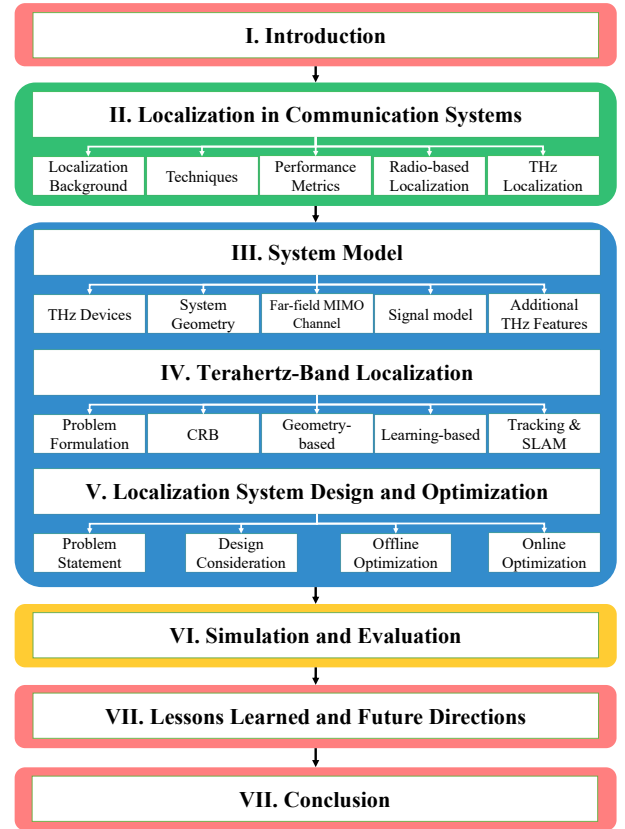 I. Introduction
II. Localization in Communication Systems
Localization
Background
Techniques
Performance
Metrics
Radio-based
Localization
THz
Localization
III. System Model
THz Devices
System
Geometry
Far-field MIMO
Channel
Signal model
Additional
THz Features
IV. Terahertz-Band Localization
Problem
Formulation
CRB
Geometry-
based
Learning-based
Tracking &
SLAM
V. Localization System Design and Optimization
Problem
Statement
Design
Consideration
Offline
Optimization
Online
Optimization
VI. Simulation and Evaluation
VII. Lessons Learned and Future Directions
VII. Conclusion